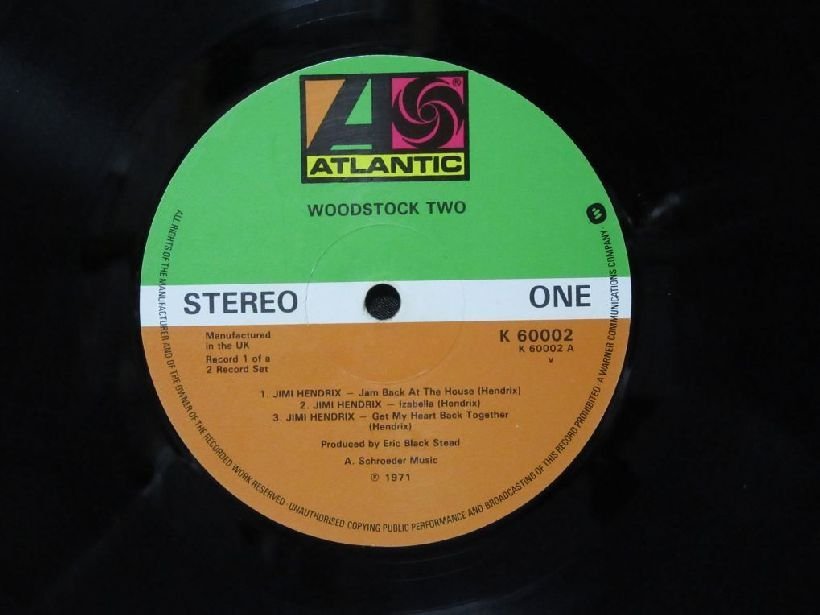 A
®
ATLANTIC
WOODSTOCK TWO
STEREO
ONE
Manufactured
in the UK
Record 1 of a
2 Record Set
K 60002
K 60002 A
1. JIMI HENDRIX — Jam Back At The House (Hendrix)
2. JIMI HENDRIX — Izabella (Hendrix)
3. JIMI HENDRIX — Get My Heart Back Together
(Hendrix)
Produced by Eric Black Stead
A. Schroeder Music
℗ 1971
ALL RIGHTS OF THE MANUFACTURER AND OF THE OWNER OF THE RECORDED WORK RESERVED · UNAUTHORISED COPYING PUBLIC PERFORMANCE AND BROADCASTING OF THIS RECORD PROHIBITED · A WARNER COMMUNICATIONS COMPANY ·